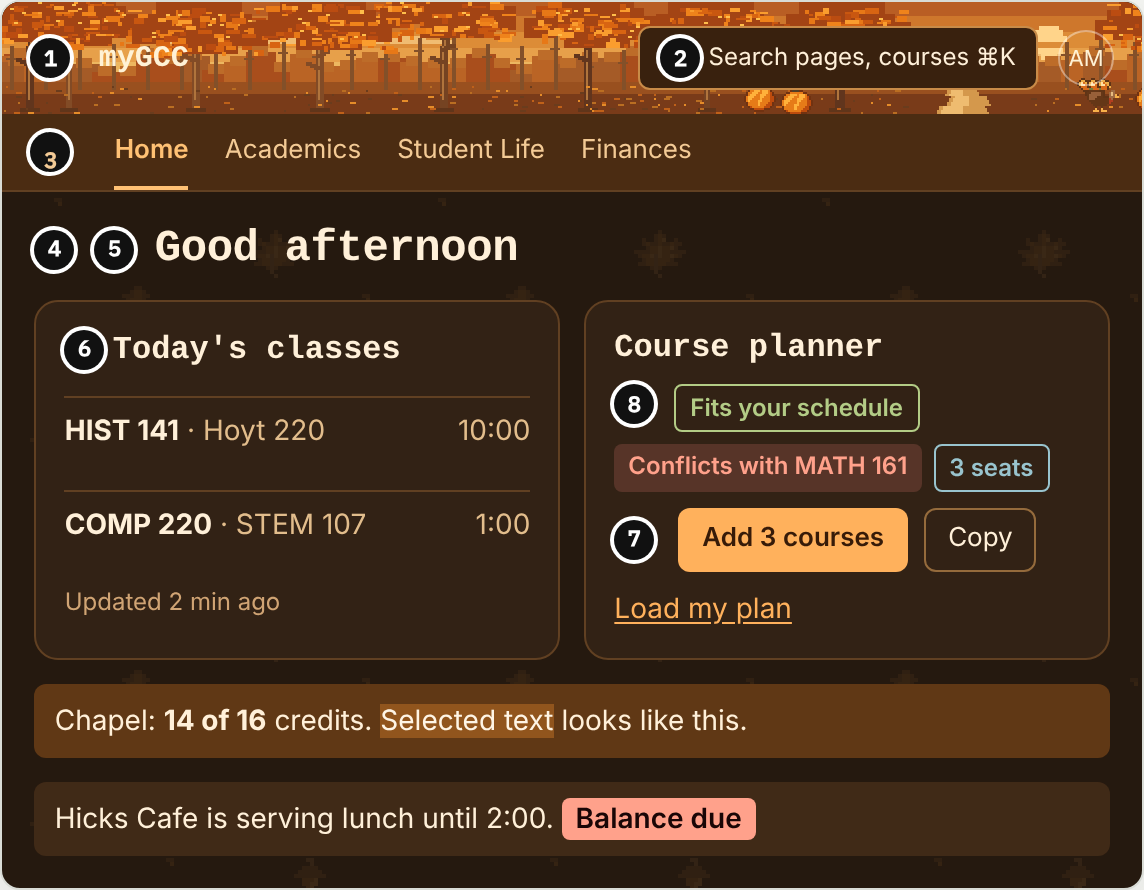 1 myGCC 2 Search pages, courses ⌘K AM
3 Home Academics Student Life Finances
4 5 Good afternoon
6 Today's classes
HIST 141 · Hoyt 220 10:00
COMP 220 · STEM 107 1:00
Updated 2 min ago
Course planner
8 Fits your schedule
Conflicts with MATH 161 3 seats
7 Add 3 courses Copy
Load my plan
Chapel: 14 of 16 credits. Selected text looks like this.
Hicks Cafe is serving lunch until 2:00. Balance due